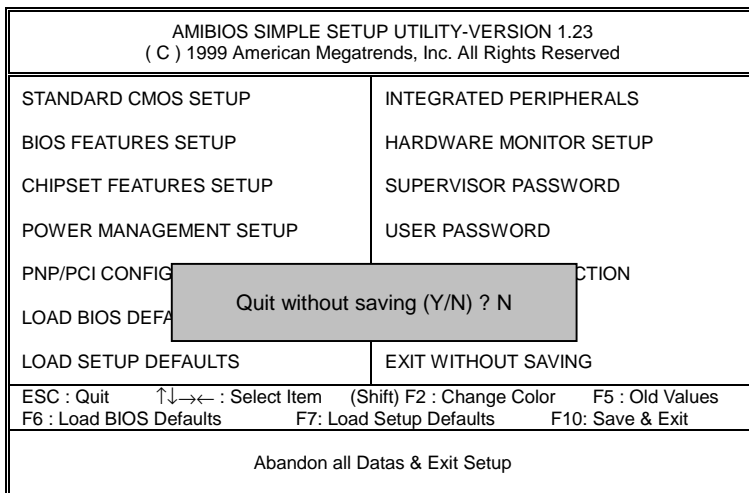 AMIBIOS SIMPLE SETUP UTILITY-VERSION 1.23
( C ) 1999 American Megatrends, Inc. All Rights Reserved
STANDARD CMOS SETUP
BIOS FEATURES SETUP
CHIPSET FEATURES SETUP
POWER MANAGEMENT SETUP
PNP/PCI
LOAD BIOS
LOAD SETUP DEFAULTS
INTEGRATED PERIPHERALS
HARDWARE MONITOR SETUP
SUPERVISOR PASSWORD
USER PASSWORD
EXIT WITHOUT SAVING
Quit without saving (Y/N) ? N
ESC : Quit ↑↓→← : Select Item (Shift) F2 : Change Color F5 : Old Values
F6 : Load BIOS Defaults F7: Load Setup Defaults F10: Save & Exit
Abandon all Datas & Exit Setup